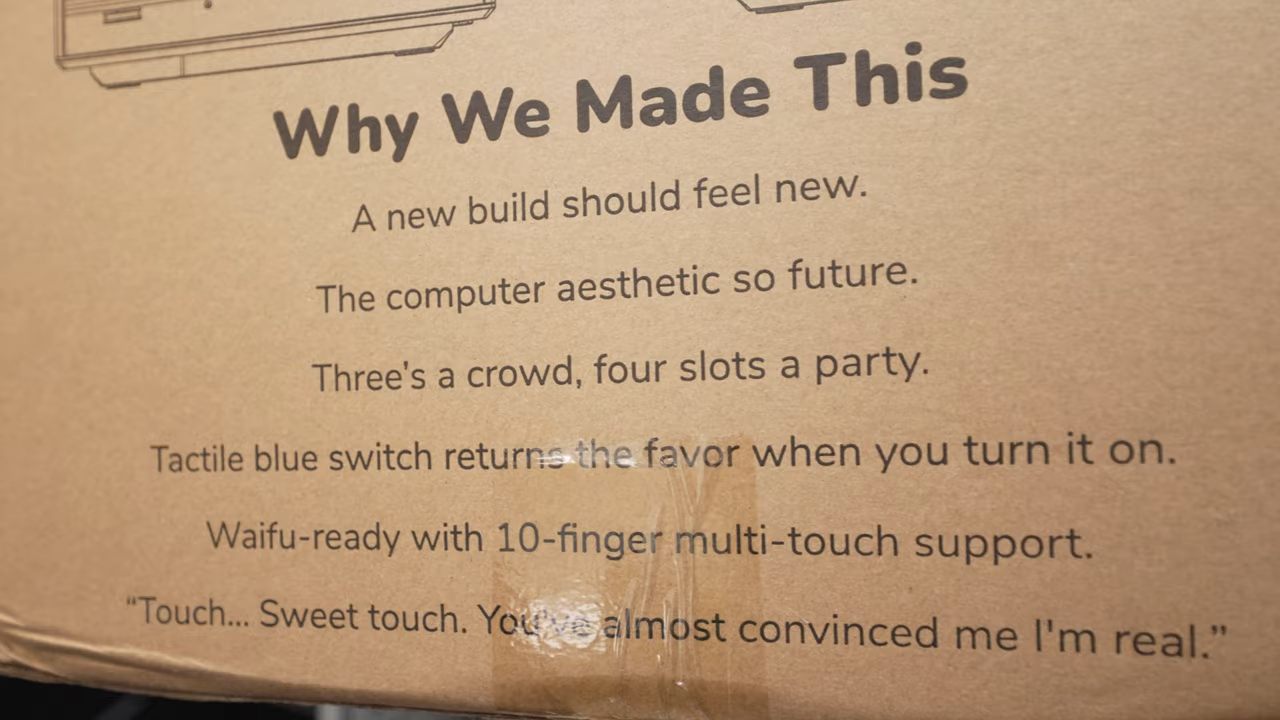 Why We Made This
A new build should feel new.
The computer aesthetic so future.
Three's a crowd, four slots a party.
Tactile blue switch returns the favor when you turn it on.
Waifu-ready with 10-finger multi-touch support.
“Touch... Sweet touch. You've almost convinced me I'm real.”